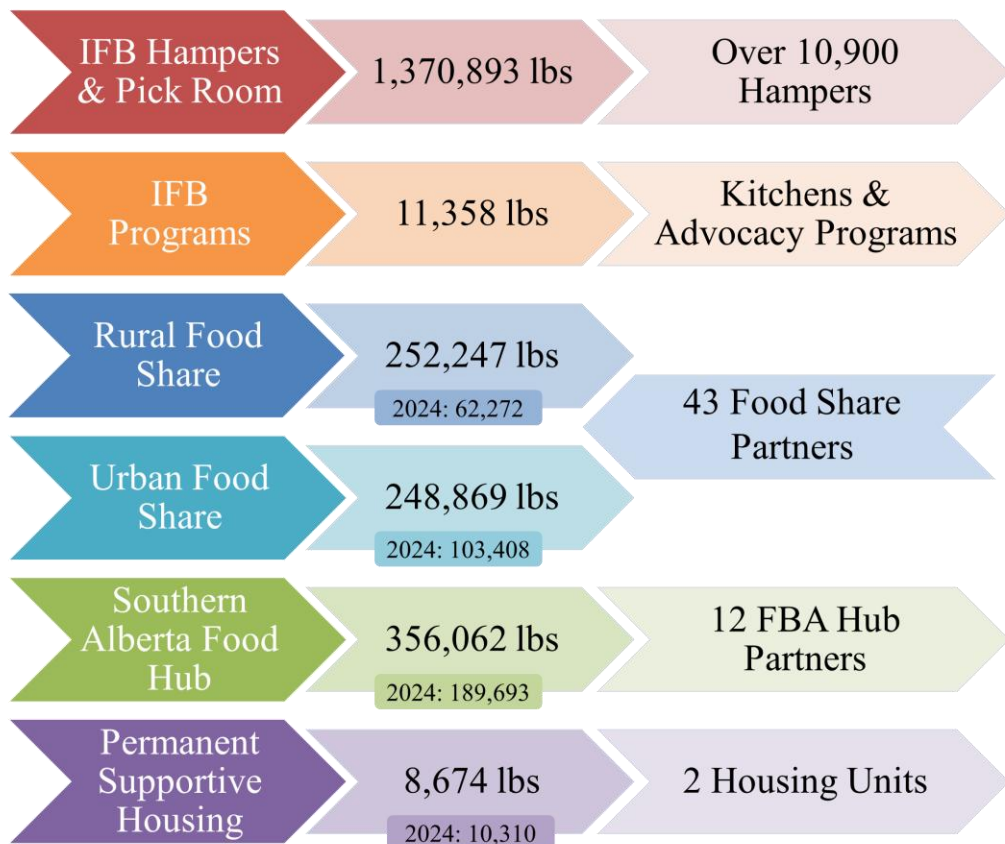 IFB Hampers
& Pick Room
1,370,893 lbs
Over 10,900
Hampers
IFB
Programs
11,358 lbs
Kitchens &
Advocacy Programs
Rural Food
Share
252,247 lbs
2024: 62,272
43 Food Share
Partners
Urban Food
Share
248,869 lbs
2024: 103,408
Southern
Alberta Food
Hub
356,062 lbs
2024: 189,693
12 FBA Hub
Partners
Permanent
Supportive
Housing
8,674 lbs
2024: 10,310
2 Housing Units